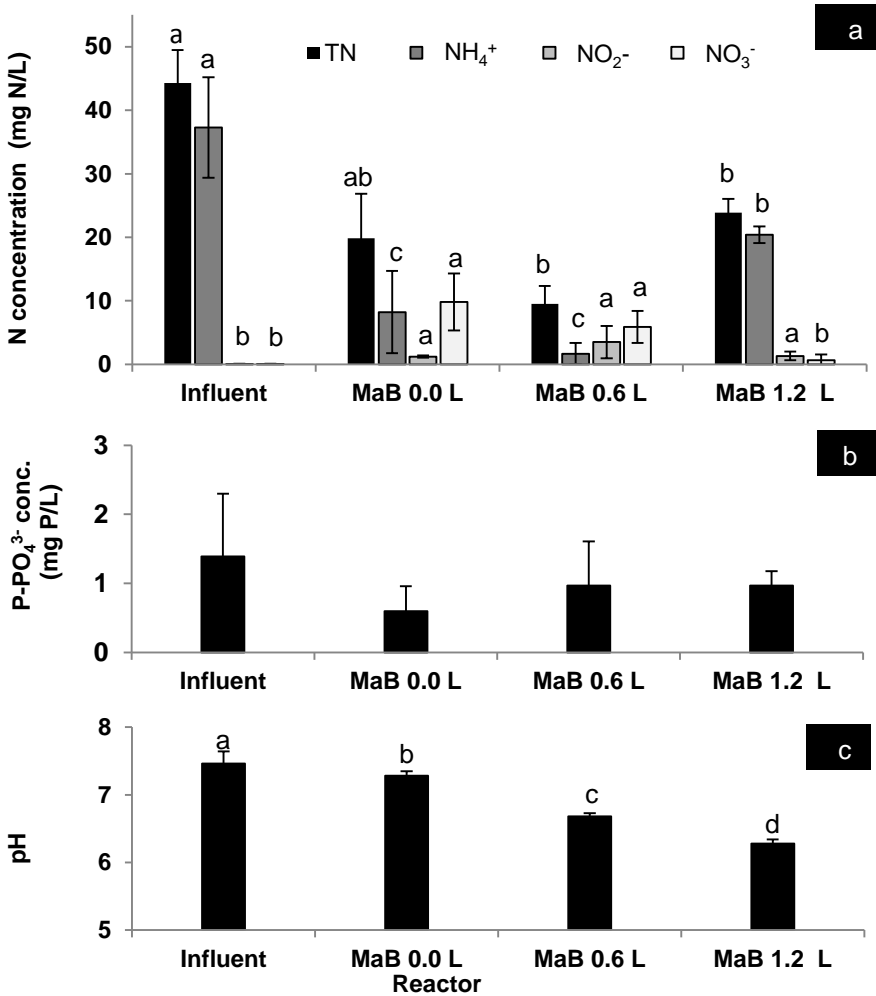 a
TN NH₄⁺ NO₂- NO₃⁻
N concentration (mg N/L)
50
40
30
20
10
0
a a b b
ab c a a
b c a a
b b a b
Influent MaB 0.0 L MaB 0.6 L MaB 1.2 L
b
P-PO₄³⁻ conc.
(mg P/L)
3
2
1
0
Influent MaB 0.0 L MaB 0.6 L MaB 1.2 L
c
pH
8
7
6
5
a b c d
Influent MaB 0.0 L MaB 0.6 L MaB 1.2 L
Reactor